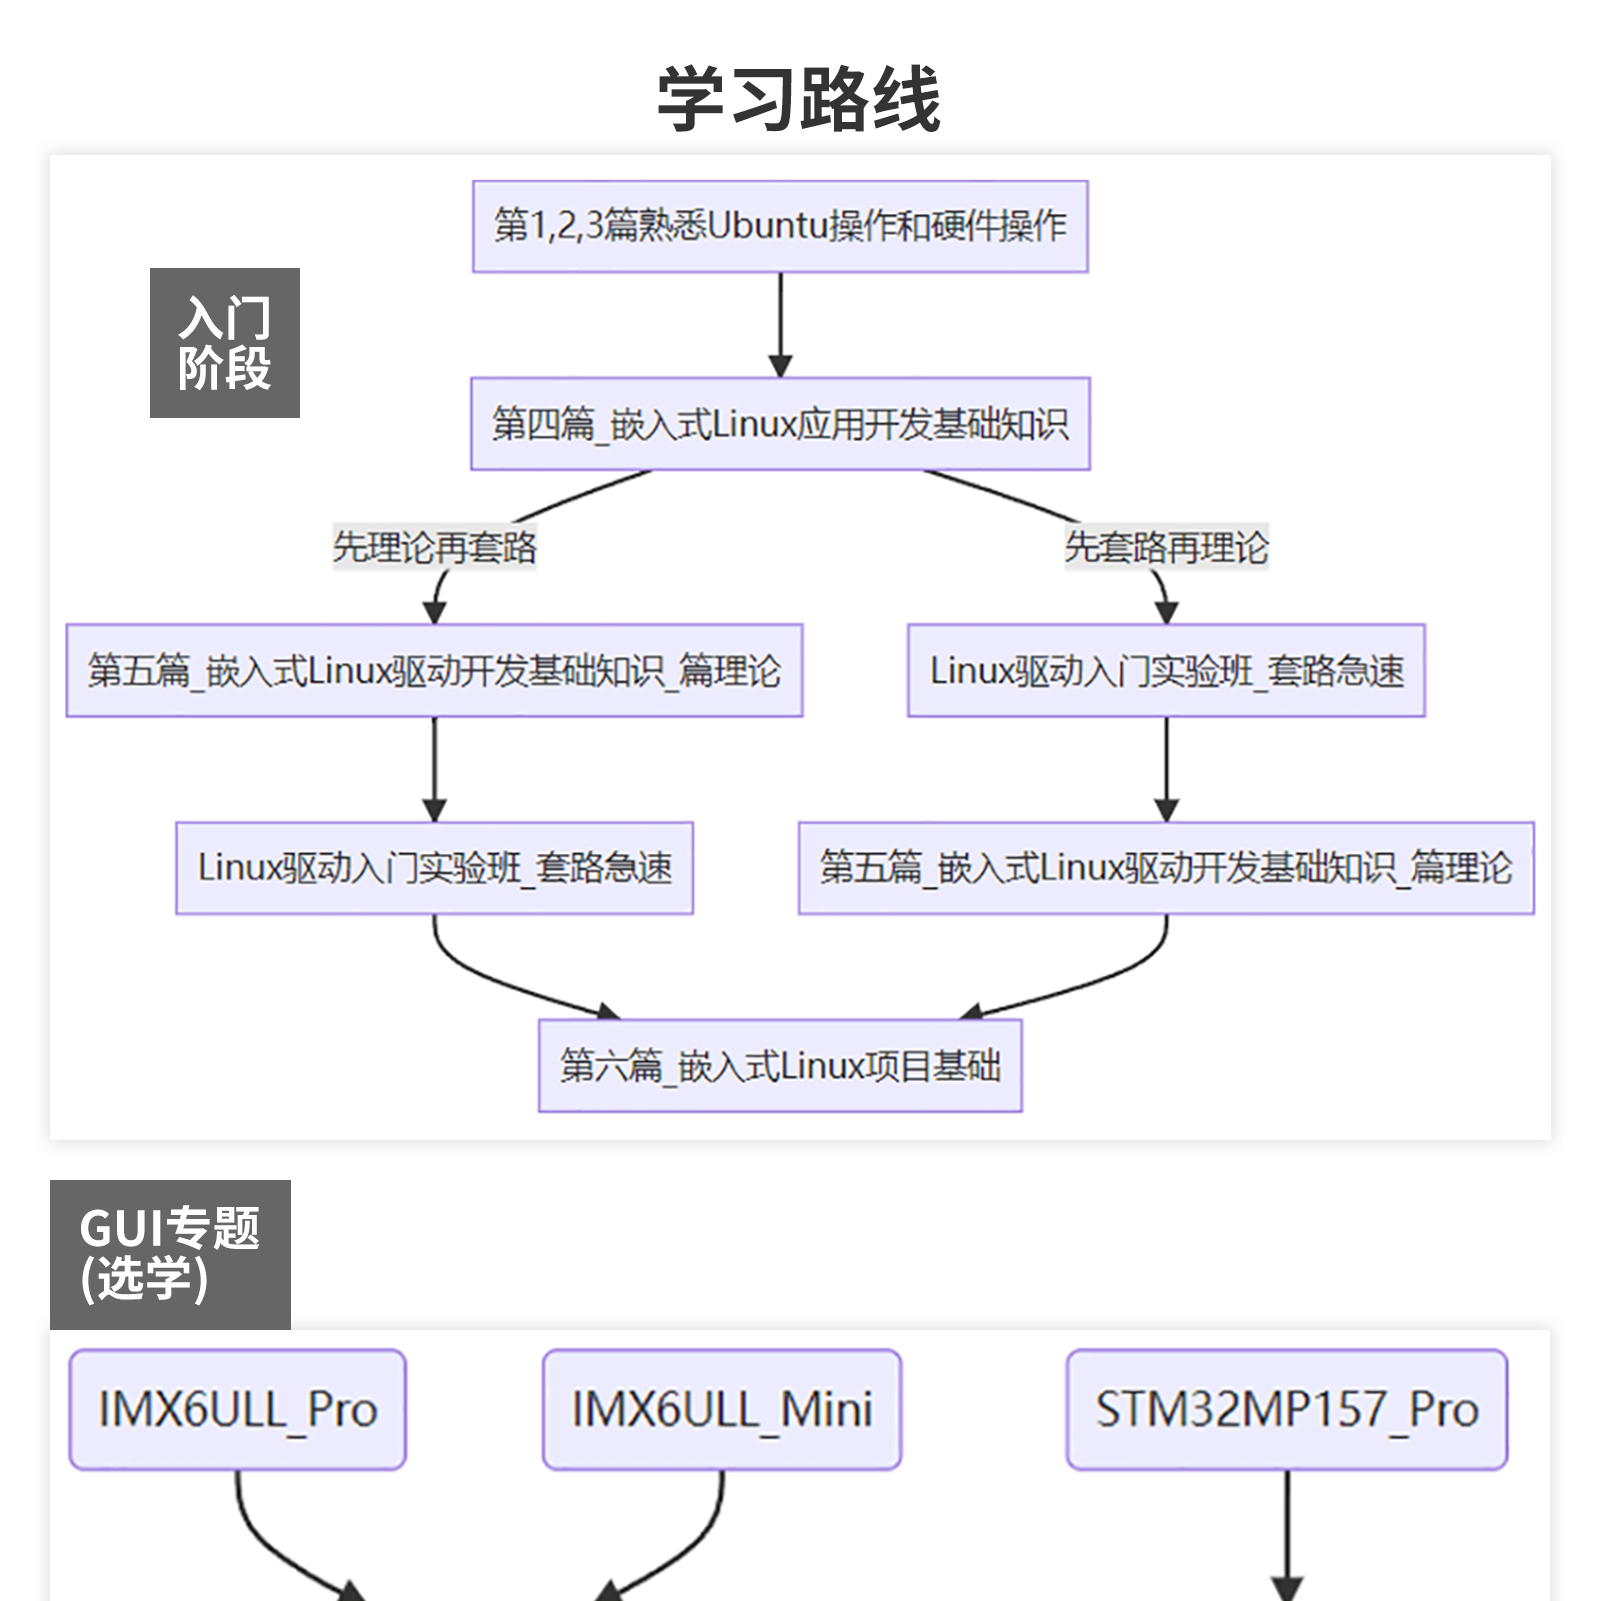 学习路线
第1,2,3篇熟悉Ubuntu操作和硬件操作
入门
阶段
第四篇_嵌入式Linux应用开发基础知识
先理论再套路
先套路再理论
第五篇_嵌入式Linux驱动开发基础知识_篇理论
Linux驱动入门实验班_套路急速
Linux驱动入门实验班_套路急速
第五篇_嵌入式Linux驱动开发基础知识_篇理论
第六篇_嵌入式Linux项目基础
GUI专题
(选学)
IMX6ULL_Pro
IMX6ULL_Mini
STM32MP157_Pro